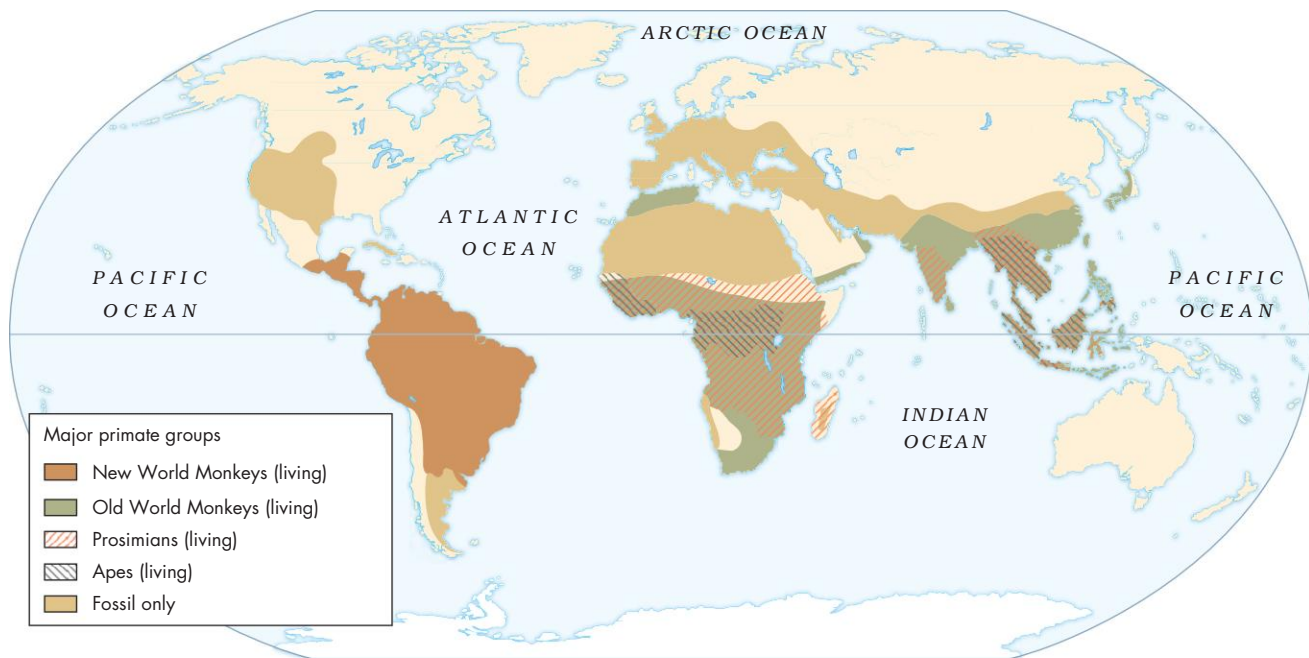 ARCTIC OCEAN
ATLANTIC
OCEAN
PACIFIC
OCEAN
PACIFIC
OCEAN
INDIAN
OCEAN
Major primate groups
New World Monkeys (living)
Old World Monkeys (living)
Prosimians (living)
Apes (living)
Fossil only